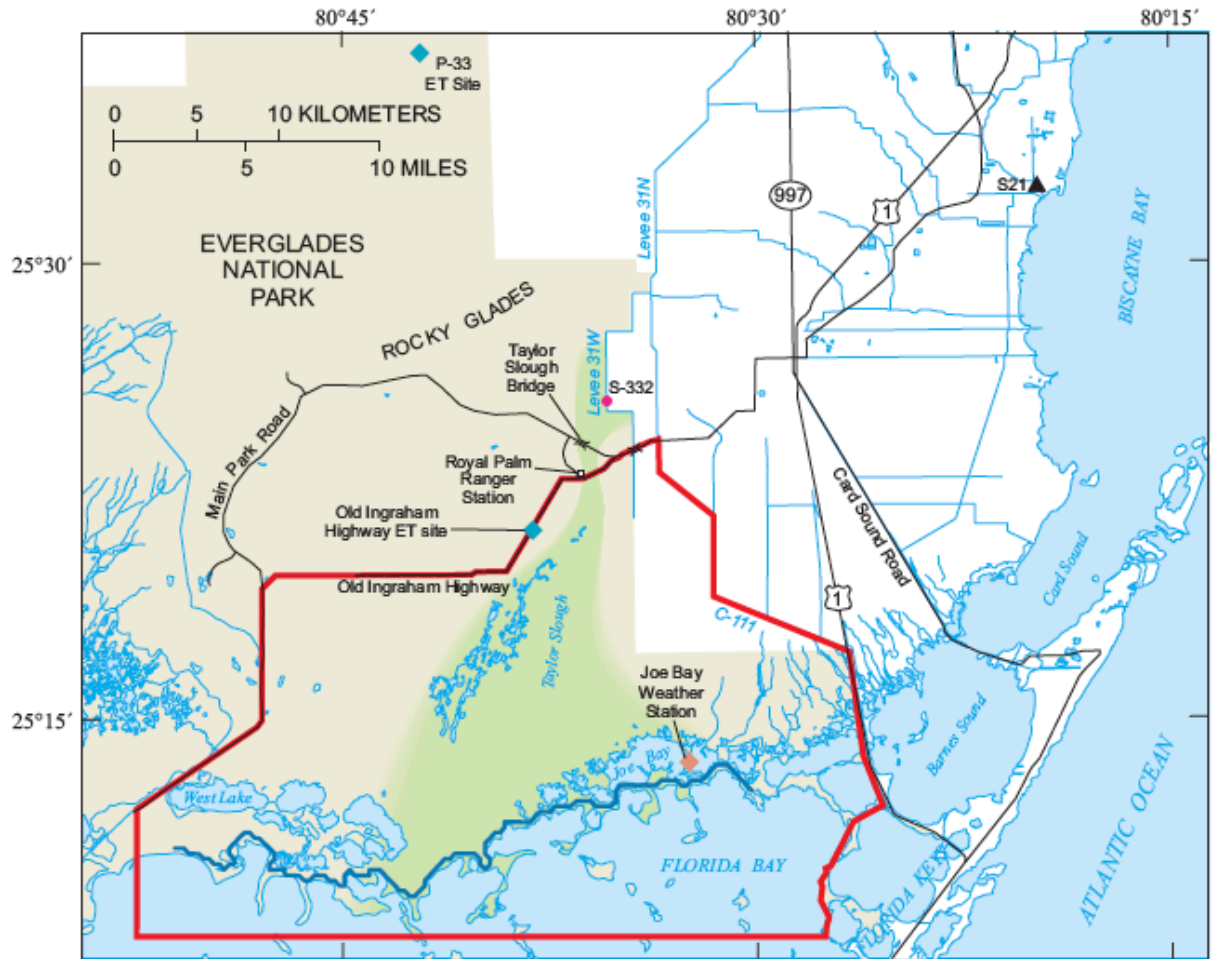 80°45´
80°30´
80°15´
P-33
ET Site
0 5 10 KILOMETERS
0 5 10 MILES
S21
997
1
Levee 31N
BISCAYNE BAY
EVERGLADES
NATIONAL
PARK
25°30´
ROCKY GLADES
Taylor
Slough
Bridge
Levee 31W
S-332
Main Park Road
Royal Palm
Ranger
Station
Old Ingraham
Highway ET site
Card Sound Road
Card Sound
Old Ingraham Highway
1
C-111
Taylor Slough
Joe Bay
Weather
Station
25°15´
Barnes Sound
Joe Bay
West Lake
FLORIDA BAY
ATLANTIC OCEAN
FLORIDA KEYS